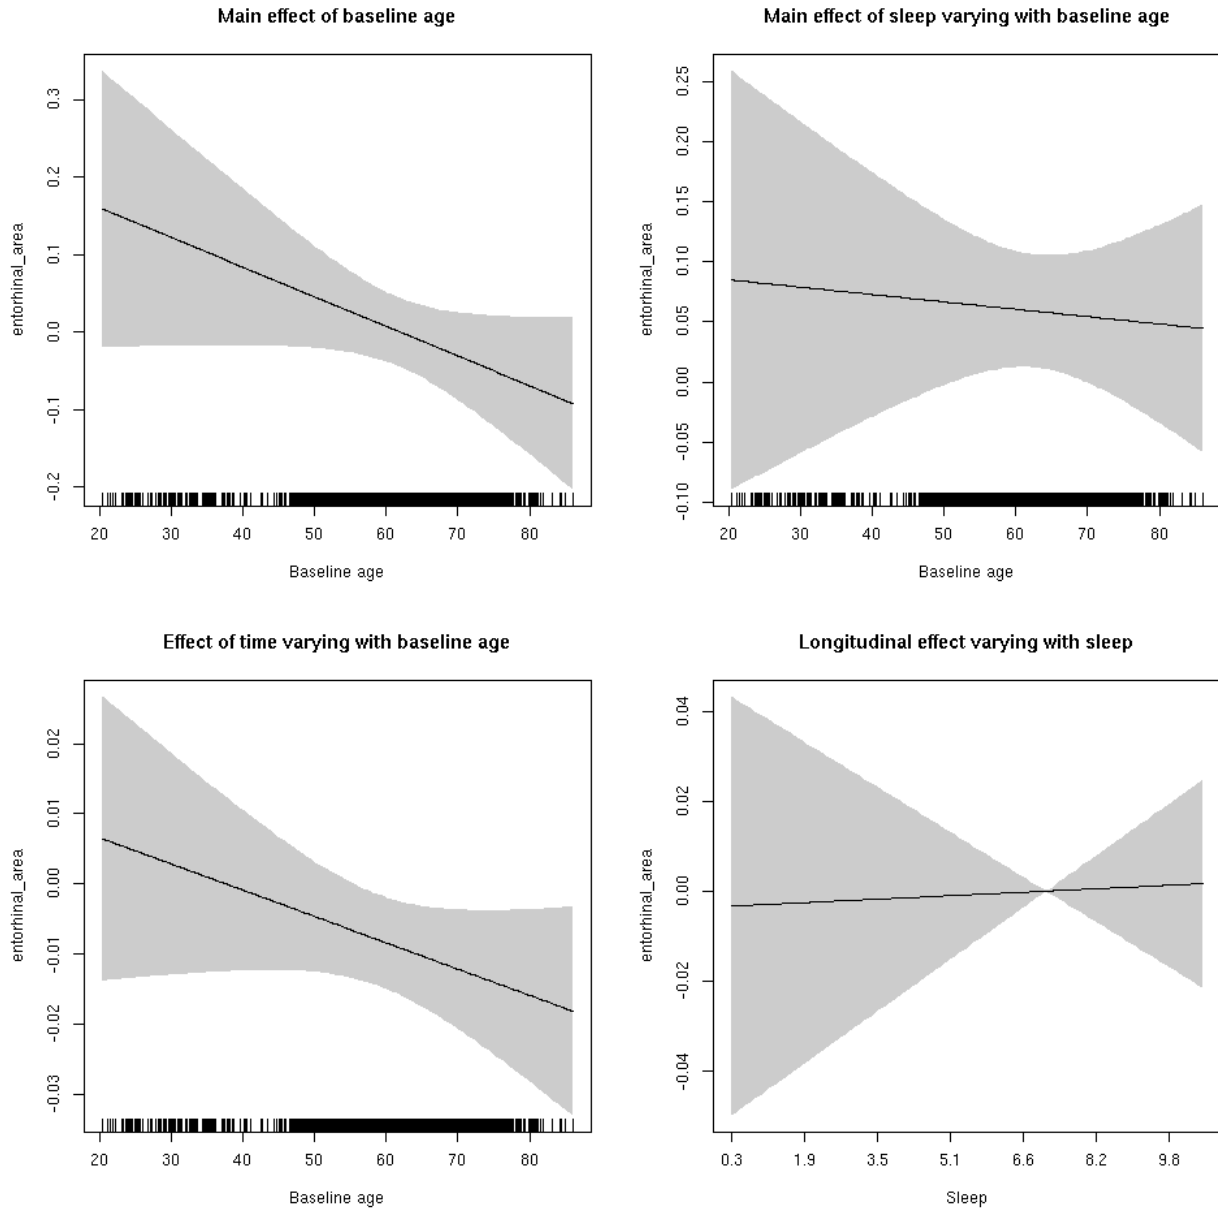 Main effect of baseline age
entorhinal_area
0.3
0.2
0.1
0.0
-0.1
-0.2
20 30 40 50 60 70 80
Baseline age
Main effect of sleep varying with baseline age
entorhinal_area
0.25
0.20
0.15
0.10
0.05
0.00
-0.05
-0.10
20 30 40 50 60 70 80
Baseline age
Effect of time varying with baseline age
entorhinal_area
0.02
0.01
0.00
-0.01
-0.02
-0.03
20 30 40 50 60 70 80
Baseline age
Longitudinal effect varying with sleep
entorhinal_area
0.04
0.02
0.00
-0.02
-0.04
0.3 1.9 3.5 5.1 6.6 8.2 9.8
Sleep